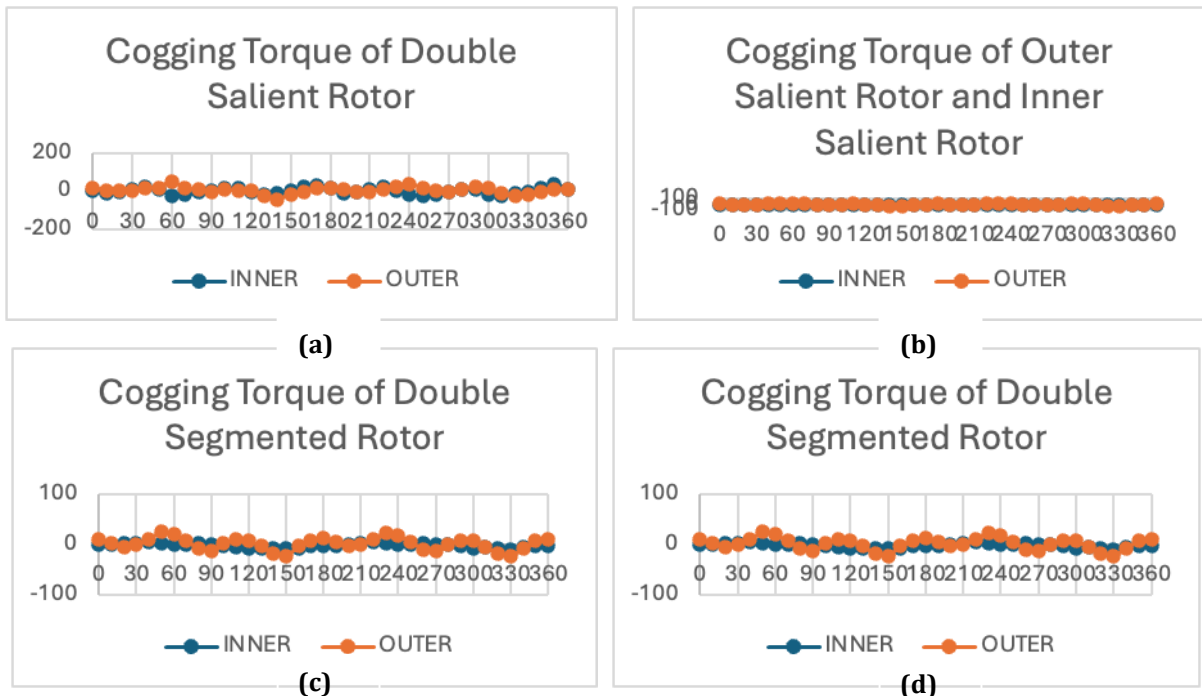 Cogging Torque of Double
Salient Rotor
200
0
-200
0 30 60 90 120 150 180 210 240 270 300 330 360
INNER OUTER
(a)
Cogging Torque of Outer
Salient Rotor and Inner
Salient Rotor
100
0
-100
0 30 60 90 120 150 180 210 240 270 300 330 360
INNER OUTER
(b)
Cogging Torque of Double
Segmented Rotor
100
0
-100
0 30 60 90 120 150 180 210 240 270 300 330 360
INNER OUTER
(c)
Cogging Torque of Double
Segmented Rotor
100
0
-100
0 30 60 90 120 150 180 210 240 270 300 330 360
INNER OUTER
(d)